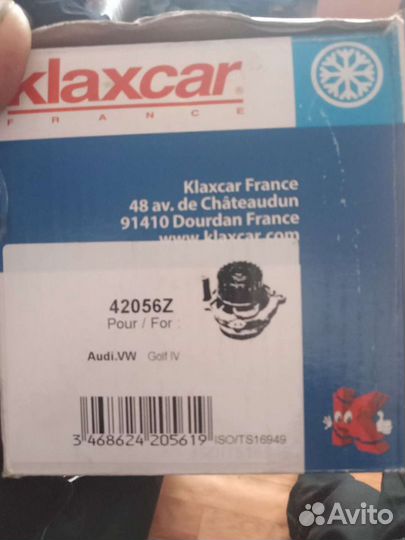 klaxcar
FRANCE
Klaxcar France
48 av. de Châteaudun
91410 Dourdan France
www.klaxcar.com
42056Z
Pour / For :
Audi.VW Golf IV
3 468624 205619
ISO/TS16949
Avito